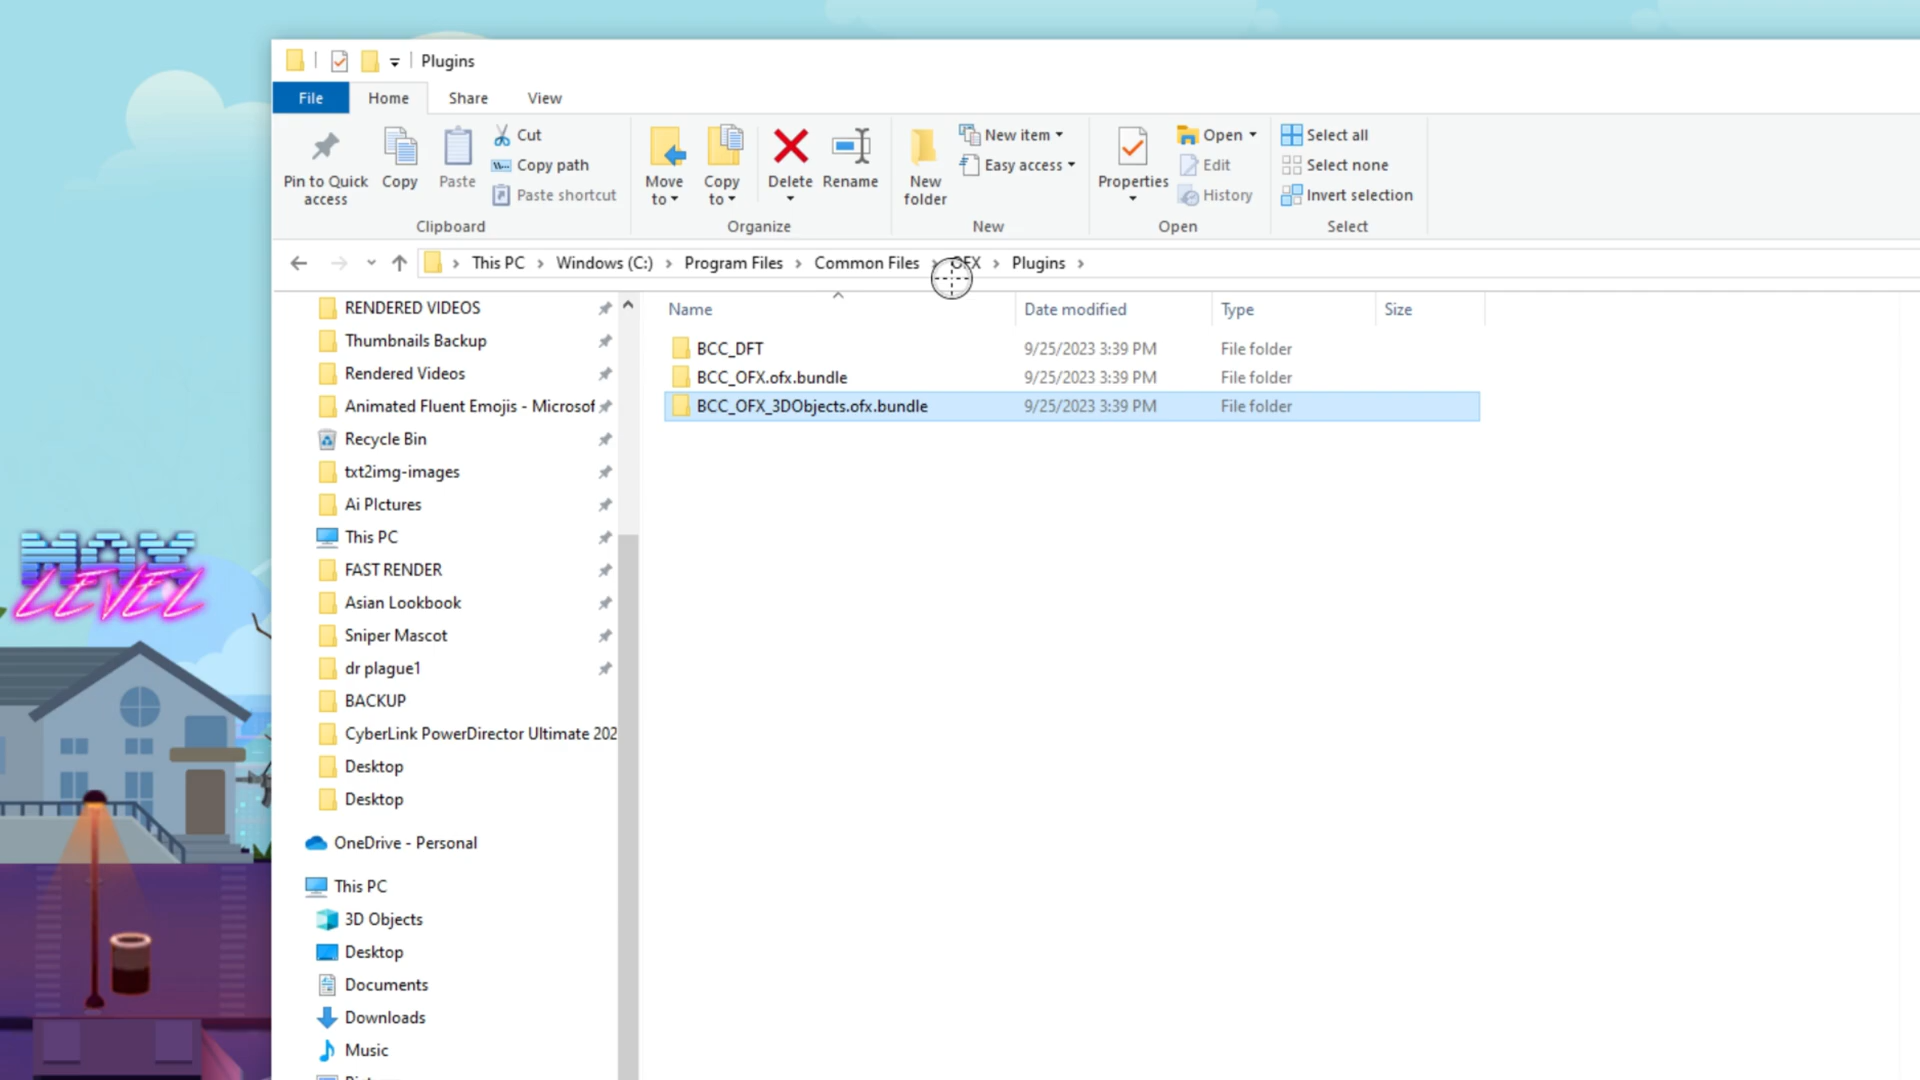 Plugins
File
Home
Share
View
Pin to Quick access
Copy
Paste
Cut
Copy path
Paste shortcut
Clipboard
Move to
Copy to
Delete
Rename
Organize
New folder
New item
Easy access
New
Properties
Open
Edit
History
Open
Select all
Select none
Invert selection
Select
This PC > Windows (C:) > Program Files > Common Files > OFX > Plugins >
RENDERED VIDEOS
Thumbnails Backup
Rendered Videos
Animated Fluent Emojis - Microsof
Recycle Bin
txt2img-images
Ai PIctures
This PC
FAST RENDER
Asian Lookbook
Sniper Mascot
dr plague1
BACKUP
CyberLink PowerDirector Ultimate 202
Desktop
Desktop
OneDrive - Personal
This PC
3D Objects
Desktop
Documents
Downloads
Music
Name Date modified Type Size
BCC_DFT 9/25/2023 3:39 PM File folder
BCC_OFX.ofx.bundle 9/25/2023 3:39 PM File folder
BCC_OFX_3DObjects.ofx.bundle 9/25/2023 3:39 PM File folder
MAX
LEVEL